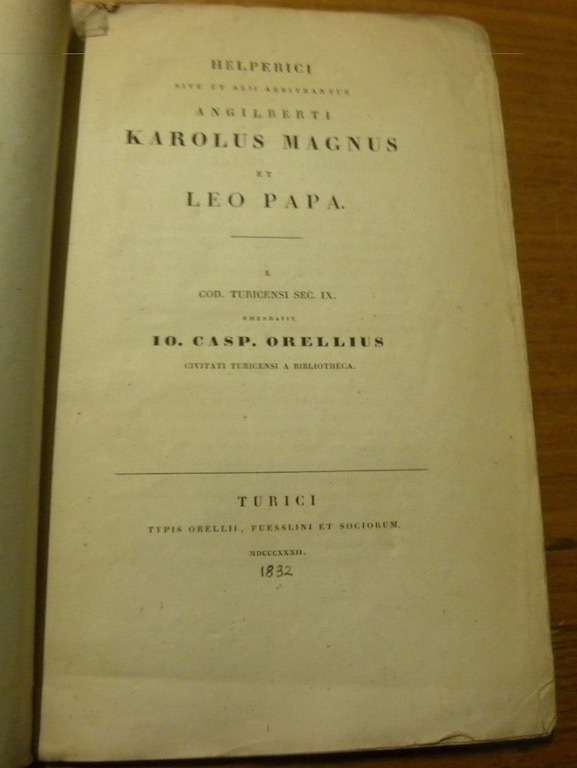 HELPERICI
SIVE UT ALII ARBITRANTUR
ANGILBERTI
KAROLUS MAGNUS
ET
LEO PAPA.
E
COD. TURICENSI SEC. IX.
EMENDAVIT
IO. CASP. ORELLIUS
CIVITATI TURICENSI A BIBLIOTHECA.
TURICI
TYPIS ORELLII, FUESSLINI ET SOCIORUM.
MDCCCXXXII.
1832